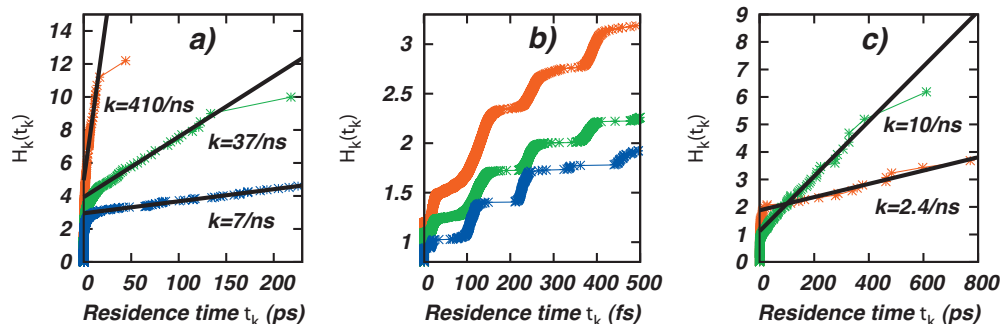 a)
H_k(t_k)
14
12
10
8
6
4
2
0
k=410/ns
k=37/ns
k=7/ns
0 50 100 150 200
Residence time t_k (ps)
b)
H_k(t_k)
3
2.5
2
1.5
1
0 100 200 300 400 500
Residence time t_k (fs)
c)
H_k(t_k)
9
8
7
6
5
4
3
2
1
0
k=10/ns
k=2.4/ns
0 200 400 600 800
Residence time t_k (ps)